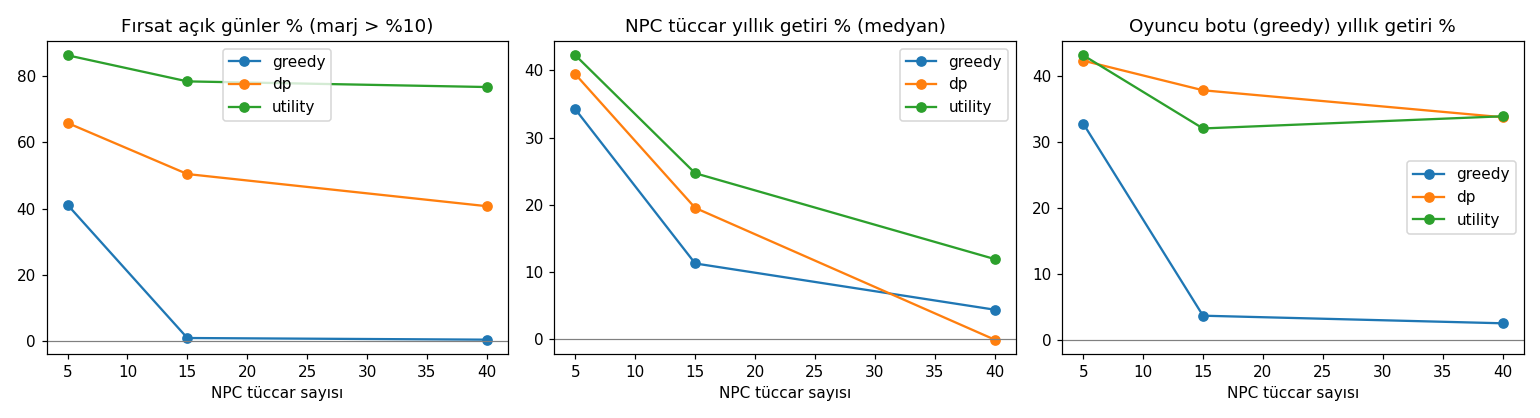 Fırsat açık günler % (marj > %10)
greedy
dp
utility
80
60
40
20
0
5 10 15 20 25 30 35 40
NPC tüccar sayısı
NPC tüccar yıllık getiri % (medyan)
greedy
dp
utility
40
30
20
10
0
5 10 15 20 25 30 35 40
NPC tüccar sayısı
Oyuncu botu (greedy) yıllık getiri %
greedy
dp
utility
40
30
20
10
0
5 10 15 20 25 30 35 40
NPC tüccar sayısı